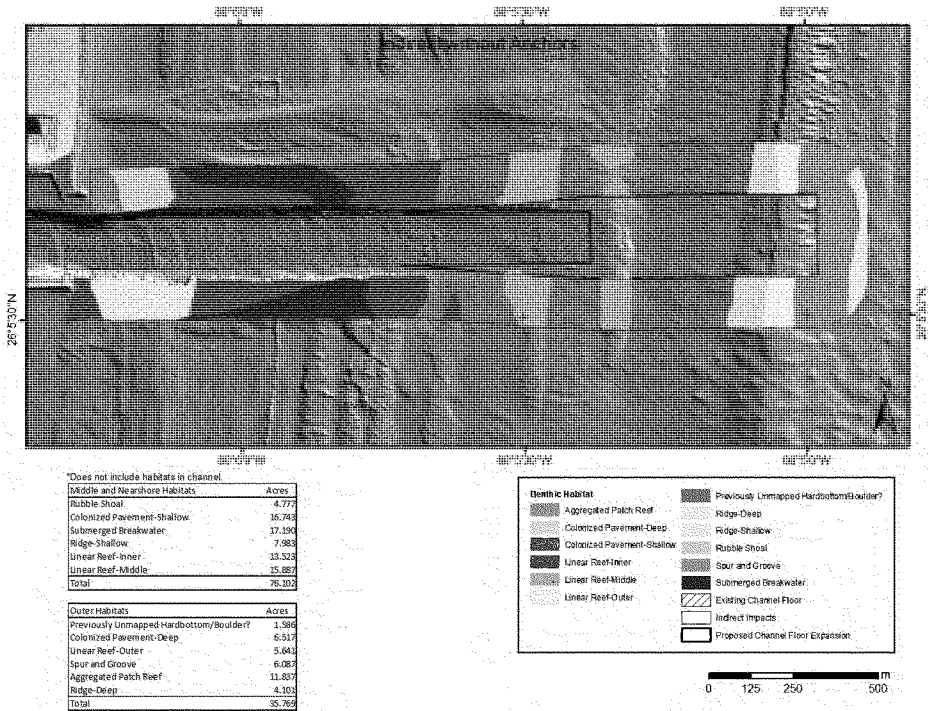 without Anchors
26°5'30"N
*Does not include habitats in channel
Middle and Nearshore Habitats Acres
Rubble Shoal 4.777
Colonized Pavement-Shallow 16.743
Submerged Breakwater 17.190
Ridge-Shallow 7.983
Linear Reef-Inner 13.523
Linear Reef-Middle 15.887
Total 76.102
Outer Habitats Acres
Previously Unmapped Hardbottom/Boulder? 1.586
Colonized Pavement-Deep 6.517
Linear Reef-Outer 5.641
Spur and Groove 6.087
Aggregated Patch Reef 11.837
Ridge-Deep 4.101
Total 35.769
Benthic Habitat
Aggregated Patch Reef
Colonized Pavement-Deep
Colonized Pavement-Shallow
Linear Reef-Inner
Linear Reef-Middle
Linear Reef-Outer
Previously Unmapped Hardbottom/Boulder?
Ridge-Deep
Ridge-Shallow
Rubble Shoal
Spur and Groove
Submerged Breakwater
Existing Channel Floor
Indirect Impacts
Proposed Channel Floor Expansion
m
0 125 250 500